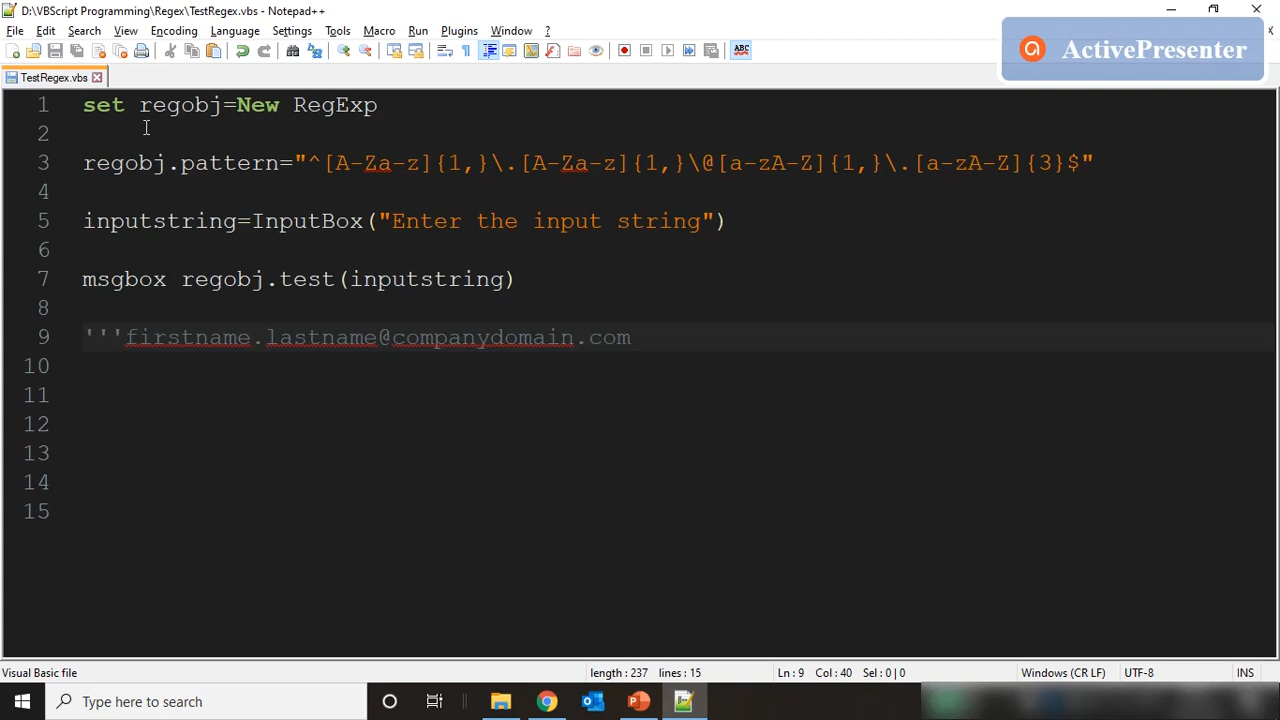 D:\VBScript Programming\Regex\TestRegex.vbs - Notepad++
File Edit Search View Encoding Language Settings Tools Macro Run Plugins Window ?
X
ActivePresenter
ABC
TestRegex.vbs
1 set regobj=New RegExp
2
3 regobj.pattern="^[A-Za-z]{1,}\.[A-Za-z]{1,}\@[a-zA-Z]{1,}\.[a-zA-Z]{3}$"
4
5 inputstring=InputBox("Enter the input string")
6
7 msgbox regobj.test(inputstring)
8
9 '''firstname.lastname@companydomain.com
10
11
12
13
14
15
Visual Basic file length : 237 lines : 15 Ln : 9 Col : 40 Sel : 0 | 0 Windows (CR LF) UTF-8 INS
Type here to search